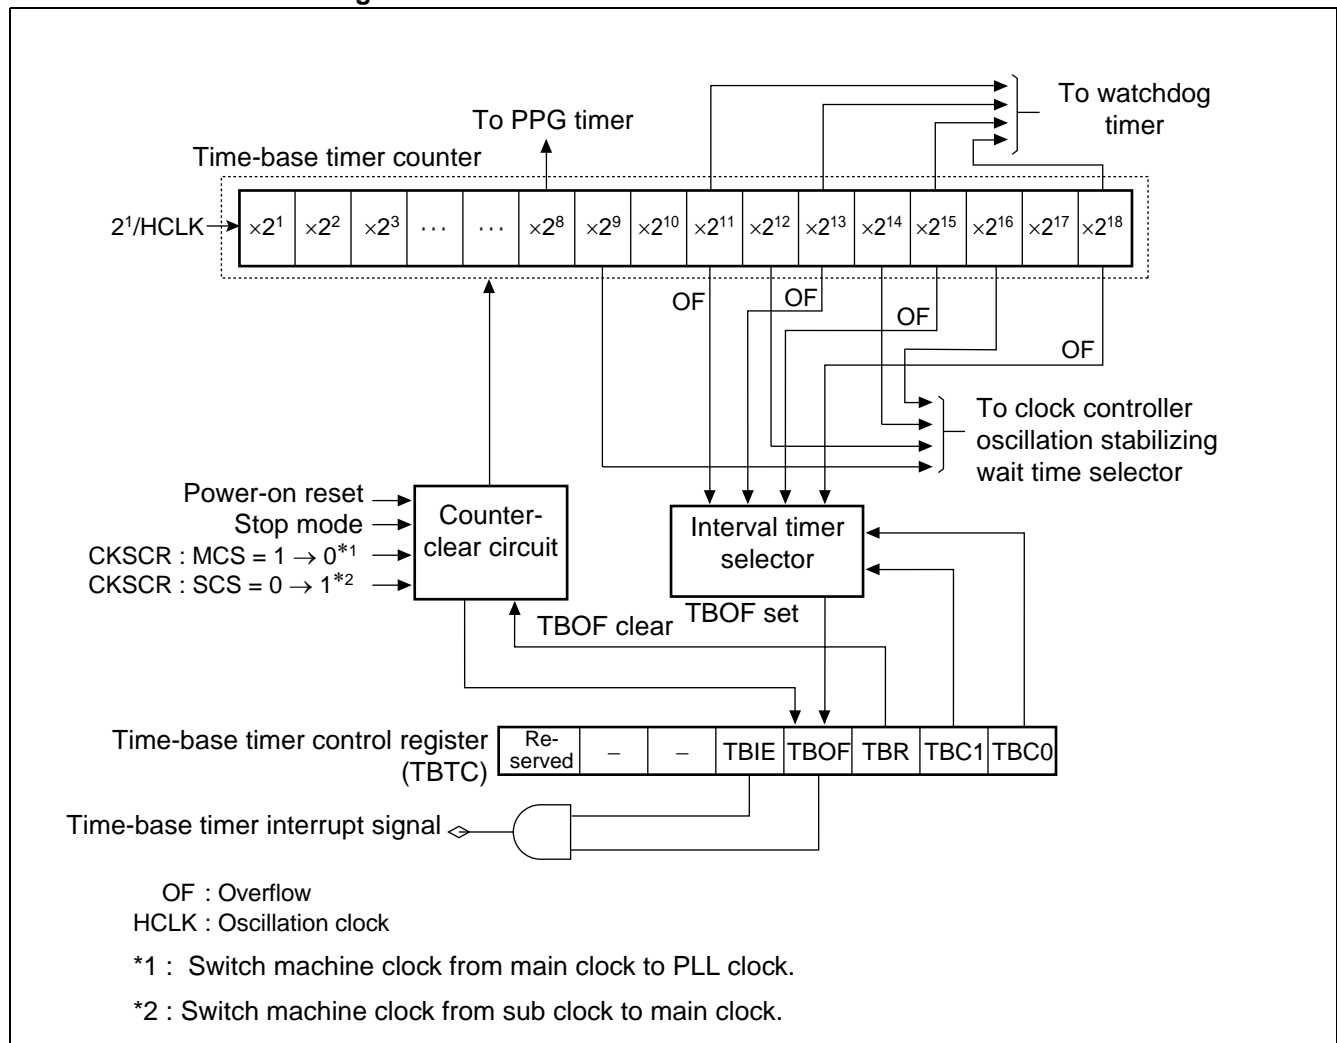 To PPG timer
To watchdog
timer
Time-base timer counter
2¹/HCLK
×2¹ ×2² ×2³ ... ... ×2⁸ ×2⁹ ×2¹⁰ ×2¹¹ ×2¹² ×2¹³ ×2¹⁴ ×2¹⁵ ×2¹⁶ ×2¹⁷ ×2¹⁸
OF OF OF OF
To clock controller
oscillation stabilizing
wait time selector
Power-on reset
Stop mode
CKSCR : MCS = 1 → 0*1
CKSCR : SCS = 0 → 1*2
Counter-
clear circuit
Interval timer
selector
TBOF clear
TBOF set
Time-base timer control register
(TBTC)
Re-
served
– – TBIE TBOF TBR TBC1 TBC0
Time-base timer interrupt signal
OF : Overflow
HCLK : Oscillation clock
*1 : Switch machine clock from main clock to PLL clock.
*2 : Switch machine clock from sub clock to main clock.